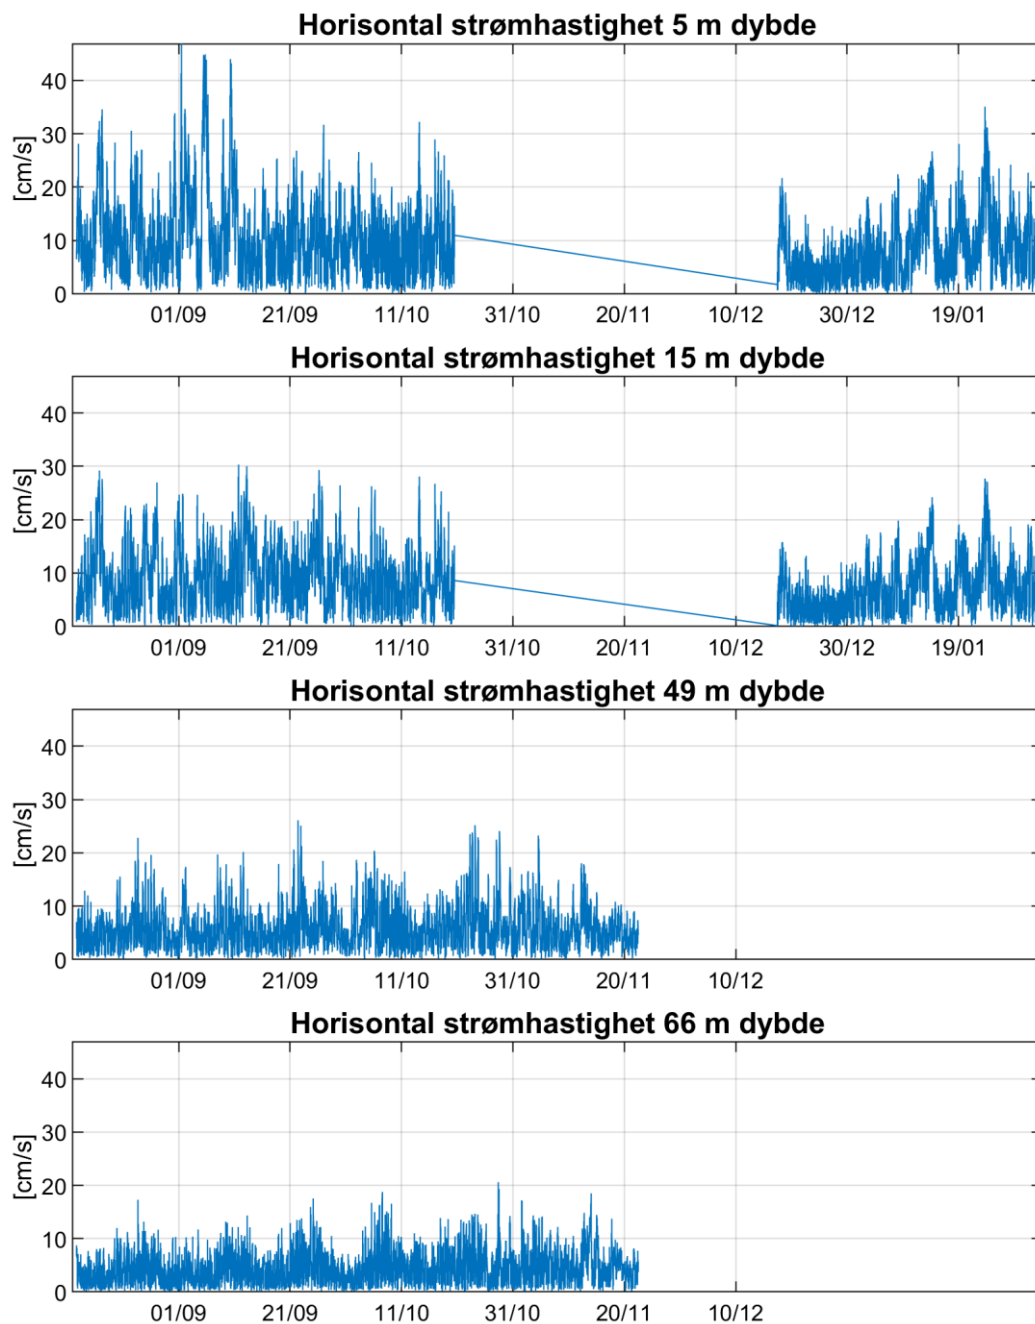 Horisontal strømhastighet 5 m dybde
[cm/s]
40
30
20
10
0
01/09 21/09 11/10 31/10 20/11 10/12 30/12 19/01
Horisontal strømhastighet 15 m dybde
[cm/s]
40
30
20
10
0
01/09 21/09 11/10 31/10 20/11 10/12 30/12 19/01
Horisontal strømhastighet 49 m dybde
[cm/s]
40
30
20
10
0
01/09 21/09 11/10 31/10 20/11 10/12
Horisontal strømhastighet 66 m dybde
[cm/s]
40
30
20
10
0
01/09 21/09 11/10 31/10 20/11 10/12